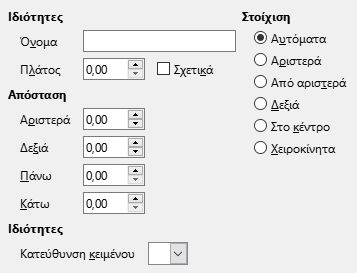 Ιδιότητες
Όνομα
Πλάτος 0,00 Σχετικά
Απόσταση
Αριστερά 0,00
Δεξιά 0,00
Πάνω 0,00
Κάτω 0,00
Ιδιότητες
Κατεύθυνση κειμένου
Στοίχιση
Αυτόματα
Αριστερά
Από αριστερά
Δεξιά
Στο κέντρο
Χειροκίνητα